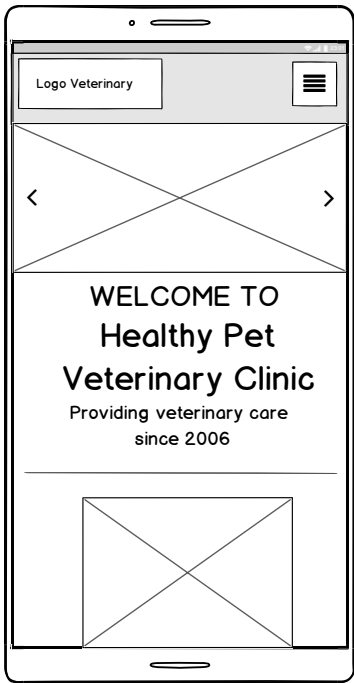 Logo Veterinary
WELCOME TO
Healthy Pet
Veterinary Clinic
Providing veterinary care
since 2006